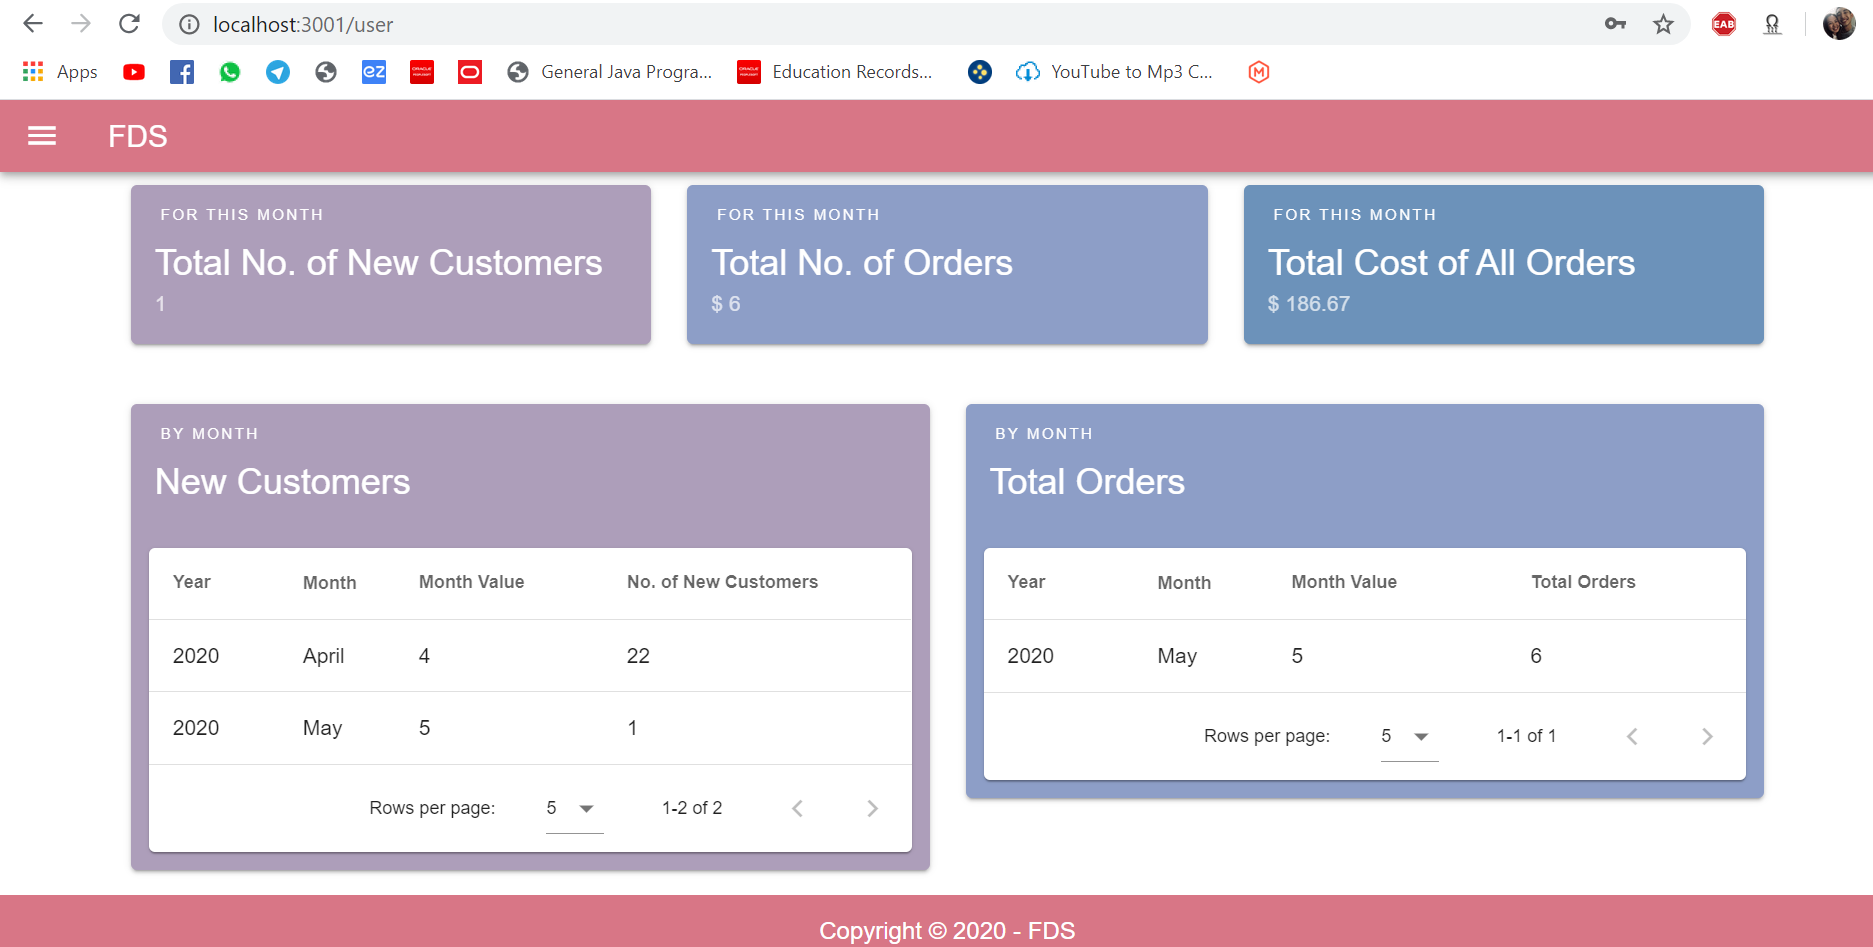 localhost:3001/user
EAB
Apps
ez
General Java Progra...
Education Records...
YouTube to Mp3 C...
M
FDS
FOR THIS MONTH
Total No. of New Customers
1
FOR THIS MONTH
Total No. of Orders
$ 6
FOR THIS MONTH
Total Cost of All Orders
$ 186.67
BY MONTH
New Customers
Year Month Month Value No. of New Customers
2020 April 4 22
2020 May 5 1
Rows per page: 5 1-2 of 2
BY MONTH
Total Orders
Year Month Month Value Total Orders
2020 May 5 6
Rows per page: 5 1-1 of 1
Copyright © 2020 - FDS